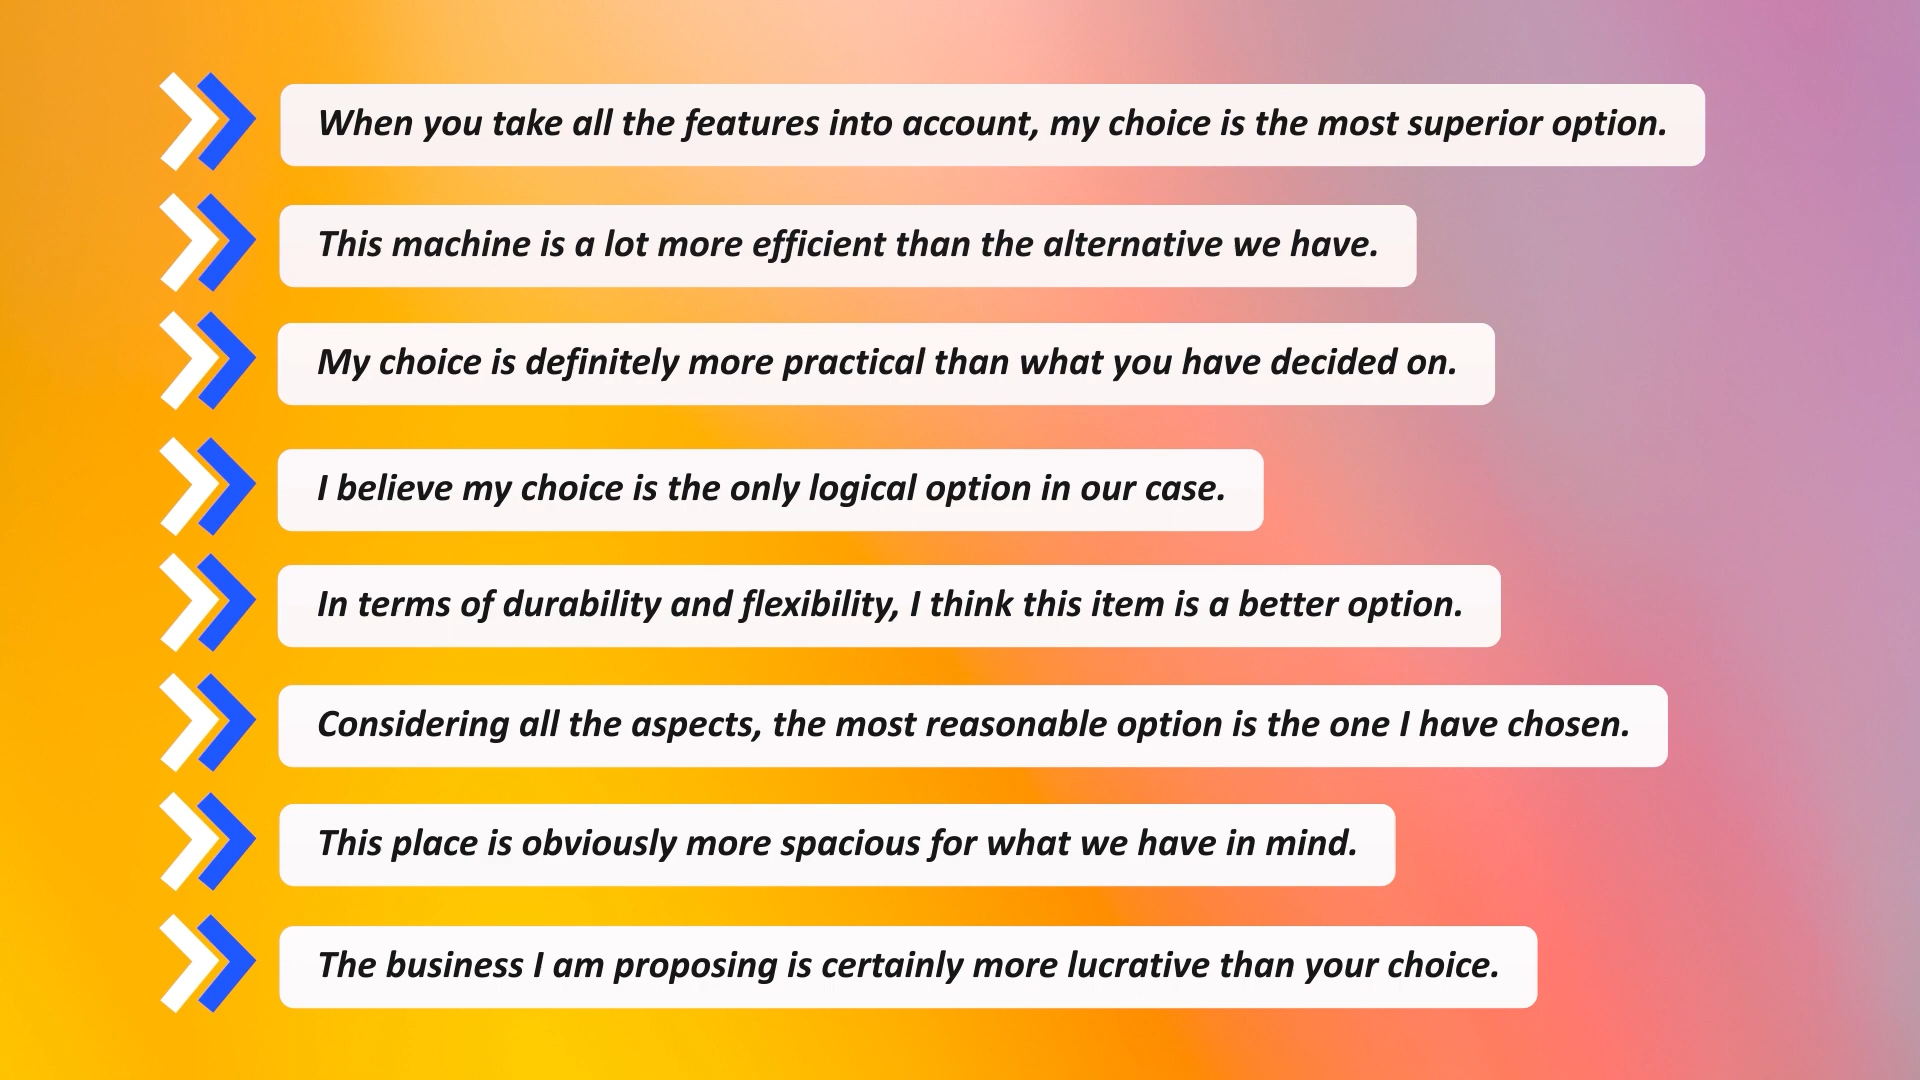 When you take all the features into account, my choice is the most superior option.
This machine is a lot more efficient than the alternative we have.
My choice is definitely more practical than what you have decided on.
I believe my choice is the only logical option in our case.
In terms of durability and flexibility, I think this item is a better option.
Considering all the aspects, the most reasonable option is the one I have chosen.
This place is obviously more spacious for what we have in mind.
The business I am proposing is certainly more lucrative than your choice.